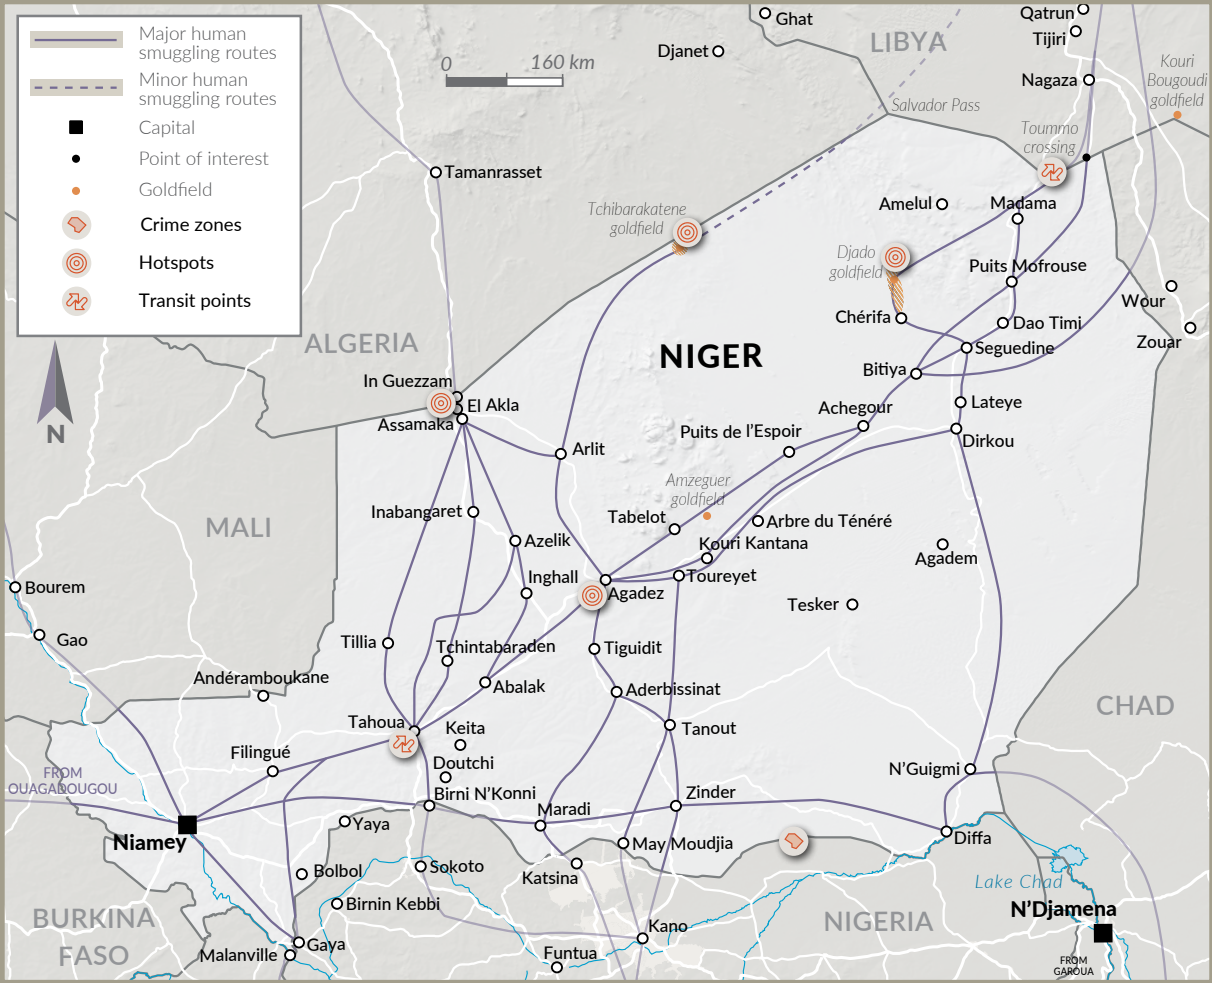 Major human
smuggling routes
Minor human
smuggling routes
Capital
Point of interest
Goldfield
Crime zones
Hotspots
Transit points
0
160 km
N
Ghat
Djanet
LIBYA
Qatrun
Tijiri
Nagaza
Kouri
Bougoudi
goldfield
Salvador Pass
Toummo
crossing
Tamanrasset
Tchibarakatene
goldfield
Amelul
Madama
Djado
goldfield
Puits Mofrouse
Wour
Chérifa
Dao Timi
Zouar
ALGERIA
NIGER
Seguedine
Bitiya
In Guezzam
El Akla
Assamaka
Achegour
Lateye
Puits de l'Espoir
Dirkou
Arlit
Amzeguer
goldfield
MALI
Inabangaret
Tabelot
Arbre du Ténéré
Azelik
Kouri Kantana
Agadem
Bourem
Inghall
Toureyet
Agadez
Tesker
Gao
Tillia
Tchintabaraden
Tiguidit
Andéramboukane
Abalak
Aderbissinat
CHAD
Tahoua
Keita
Tanout
Filingué
Doutchi
N'Guigmi
FROM
OUAGADOUGOU
Birni N'Konni
Zinder
Maradi
Niamey
Yaya
May Moudjia
Diffa
Bolbol
Sokoto
Katsina
Lake Chad
Birnin Kebbi
N'Djamena
BURKINA
FASO
NIGERIA
Kano
Gaya
Malanville
Funtua
FROM
GAROUA